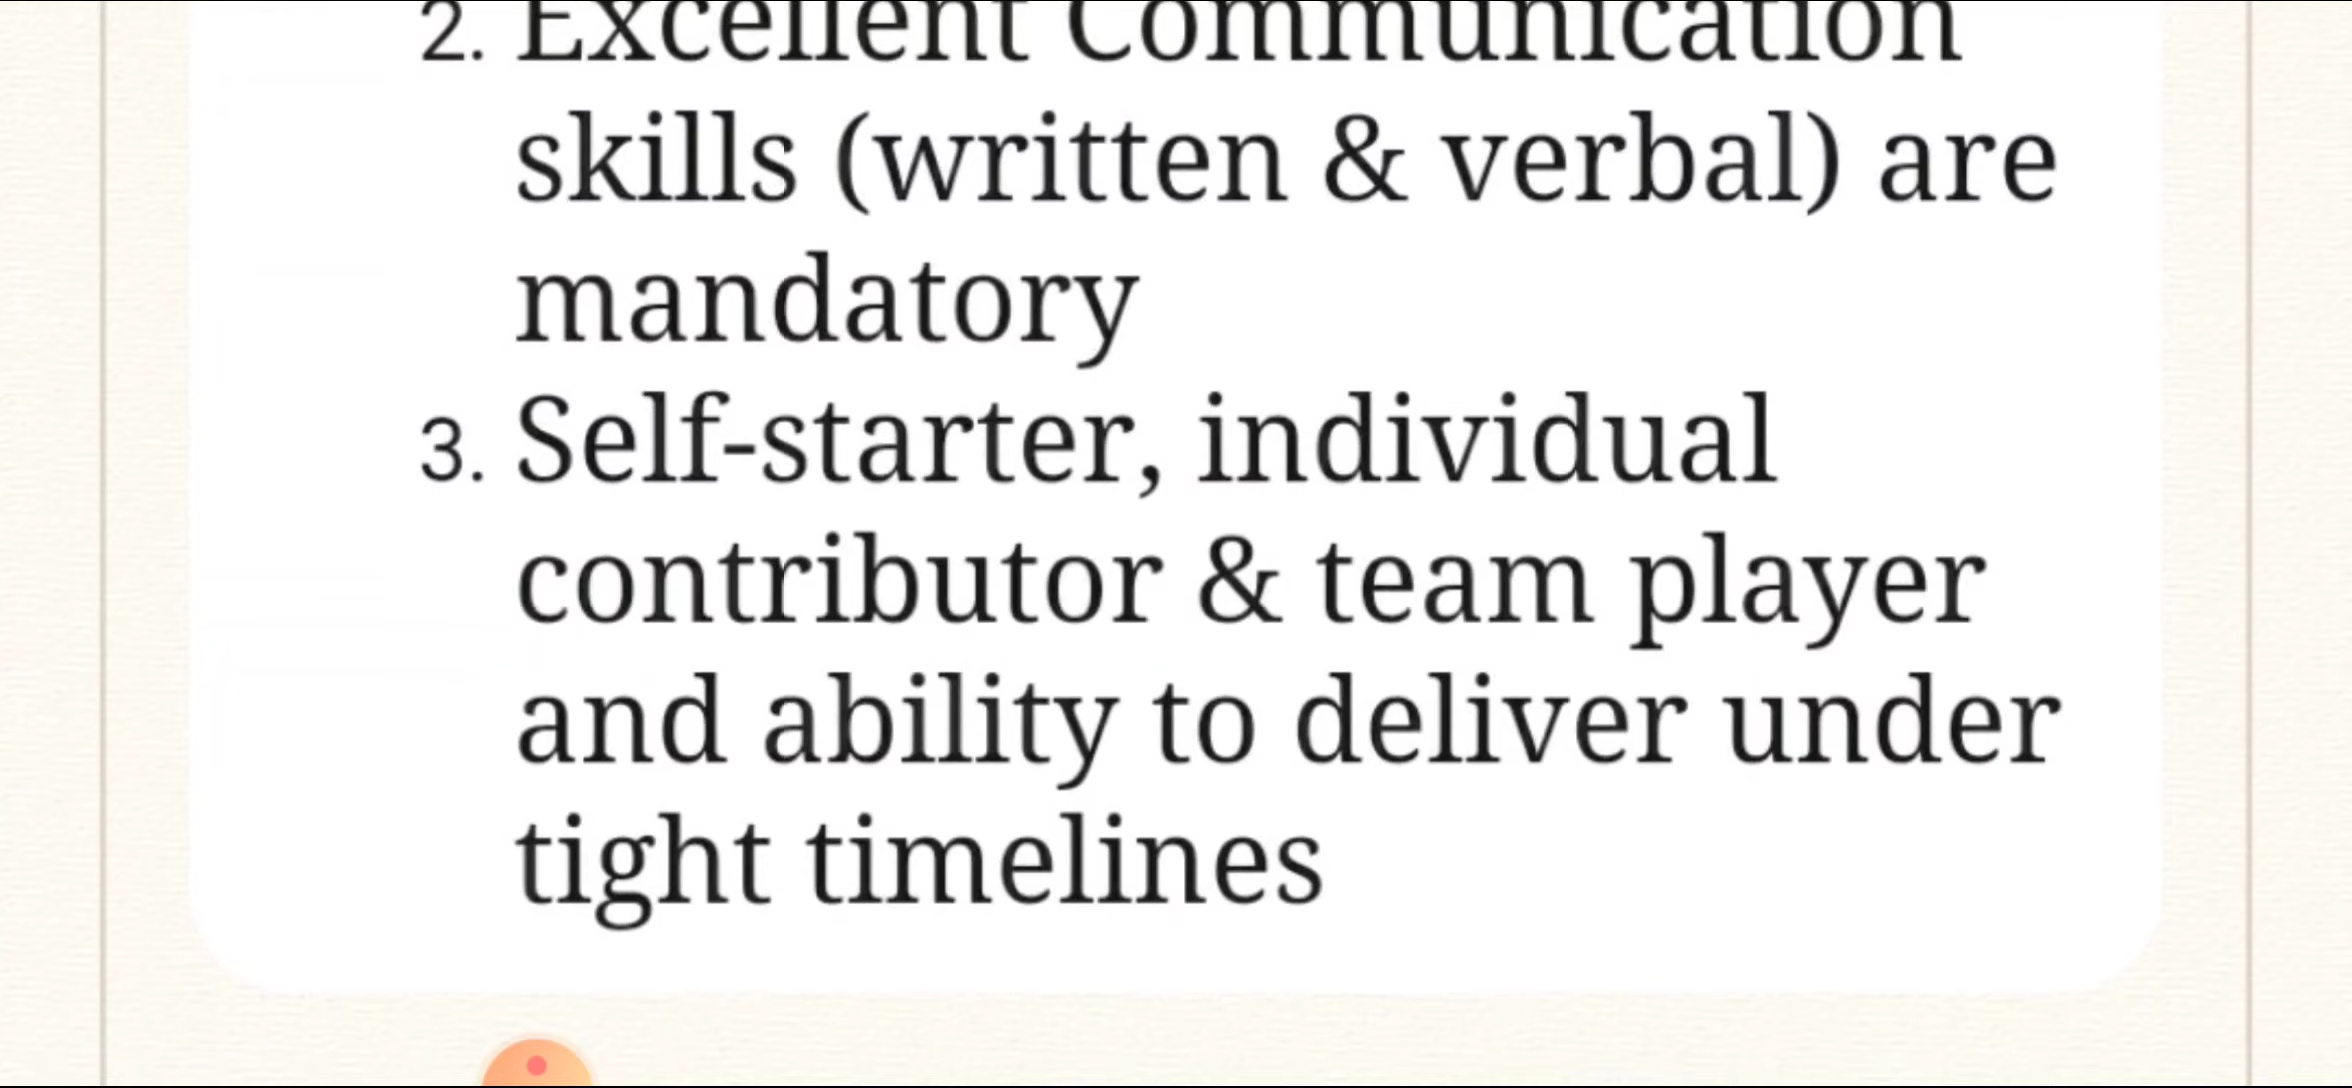 2. Excellent Communication
skills (written & verbal) are
mandatory
3. Self-starter, individual
contributor & team player
and ability to deliver under
tight timelines